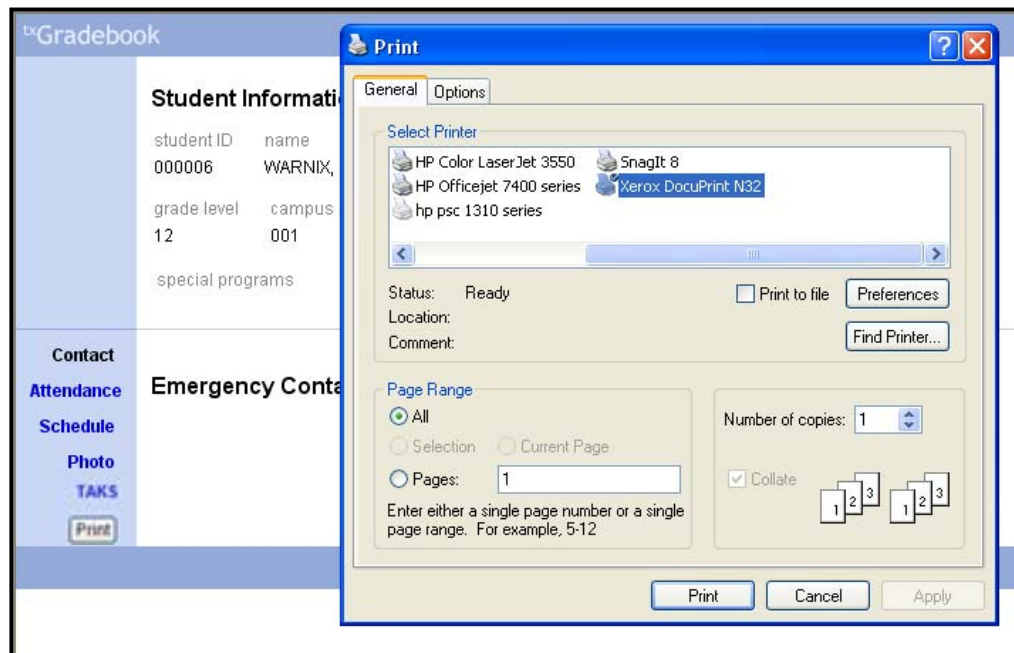 txGradebook
Print
General Options
Student Informati
Select Printer
student ID name
000006 WARNIX,
HP Color LaserJet 3550 SnagIt 8
HP Officejet 7400 series Xerox DocuPrint N32
hp psc 1310 series
grade level campus
12 001
special programs
Status: Ready
Print to file Preferences
Location:
Comment:
Find Printer...
Contact
Attendance
Schedule
Photo
TAKS
Print
Emergency Conta
Page Range
All
Selection Current Page
Pages: 1
Enter either a single page number or a single
page range. For example, 5-12
Number of copies: 1
Collate
1 2 3 1 2 3
Print Cancel Apply